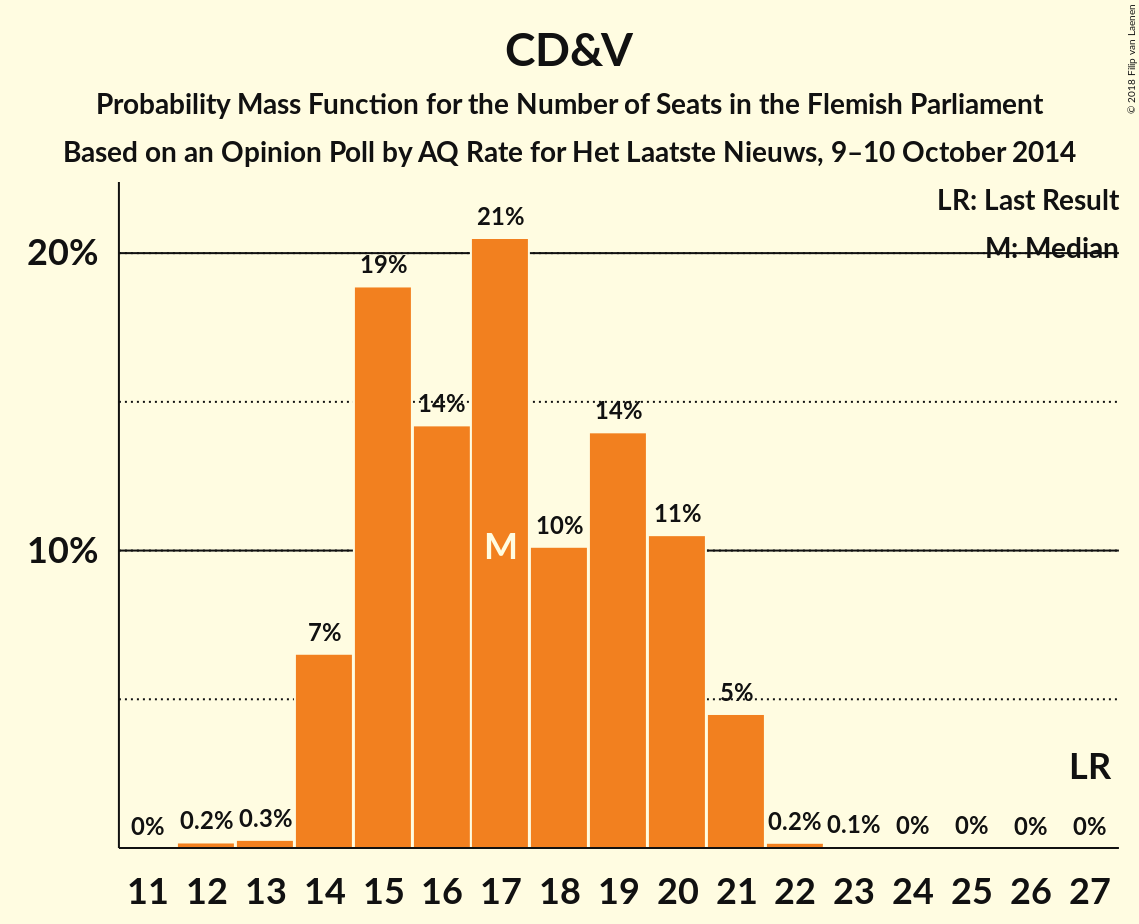 CD&V
Probability Mass Function for the Number of Seats in the Flemish Parliament
Based on an Opinion Poll by AQ Rate for Het Laatste Nieuws, 9–10 October 2014
© 2018 Filip van Laenen
LR: Last Result
M: Median
20%
10%
0%
0.2%
0.3%
7%
19%
14%
21%
10%
14%
11%
5%
0.2%
0.1%
0%
0%
0%
0%
M
LR
11 12 13 14 15 16 17 18 19 20 21 22 23 24 25 26 27